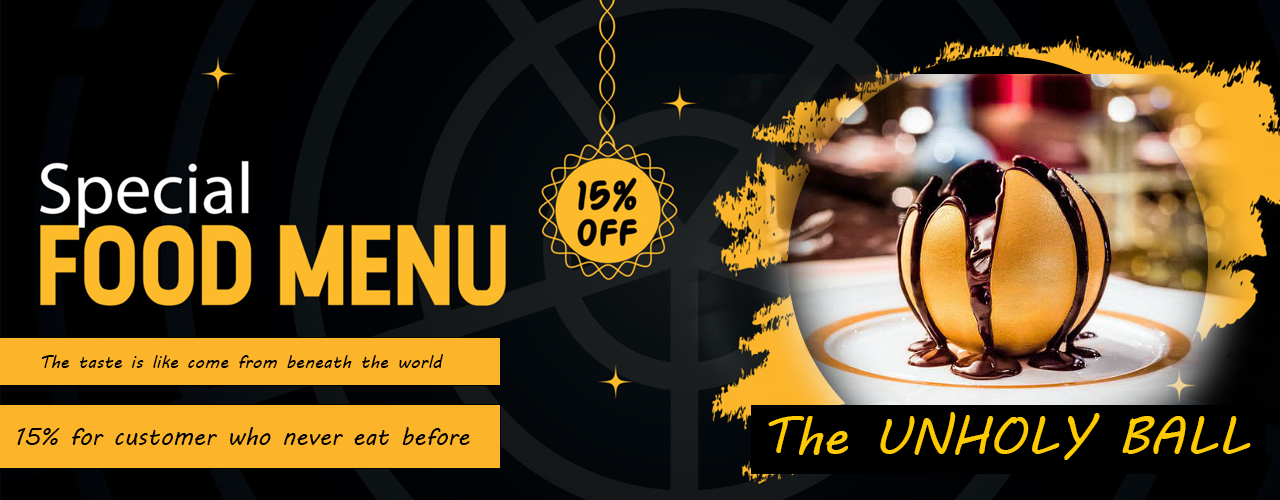 Special
FOOD MENU
15%
OFF
The taste is like come from beneath the world
15% for customer who never eat before
The UNHOLY BALL